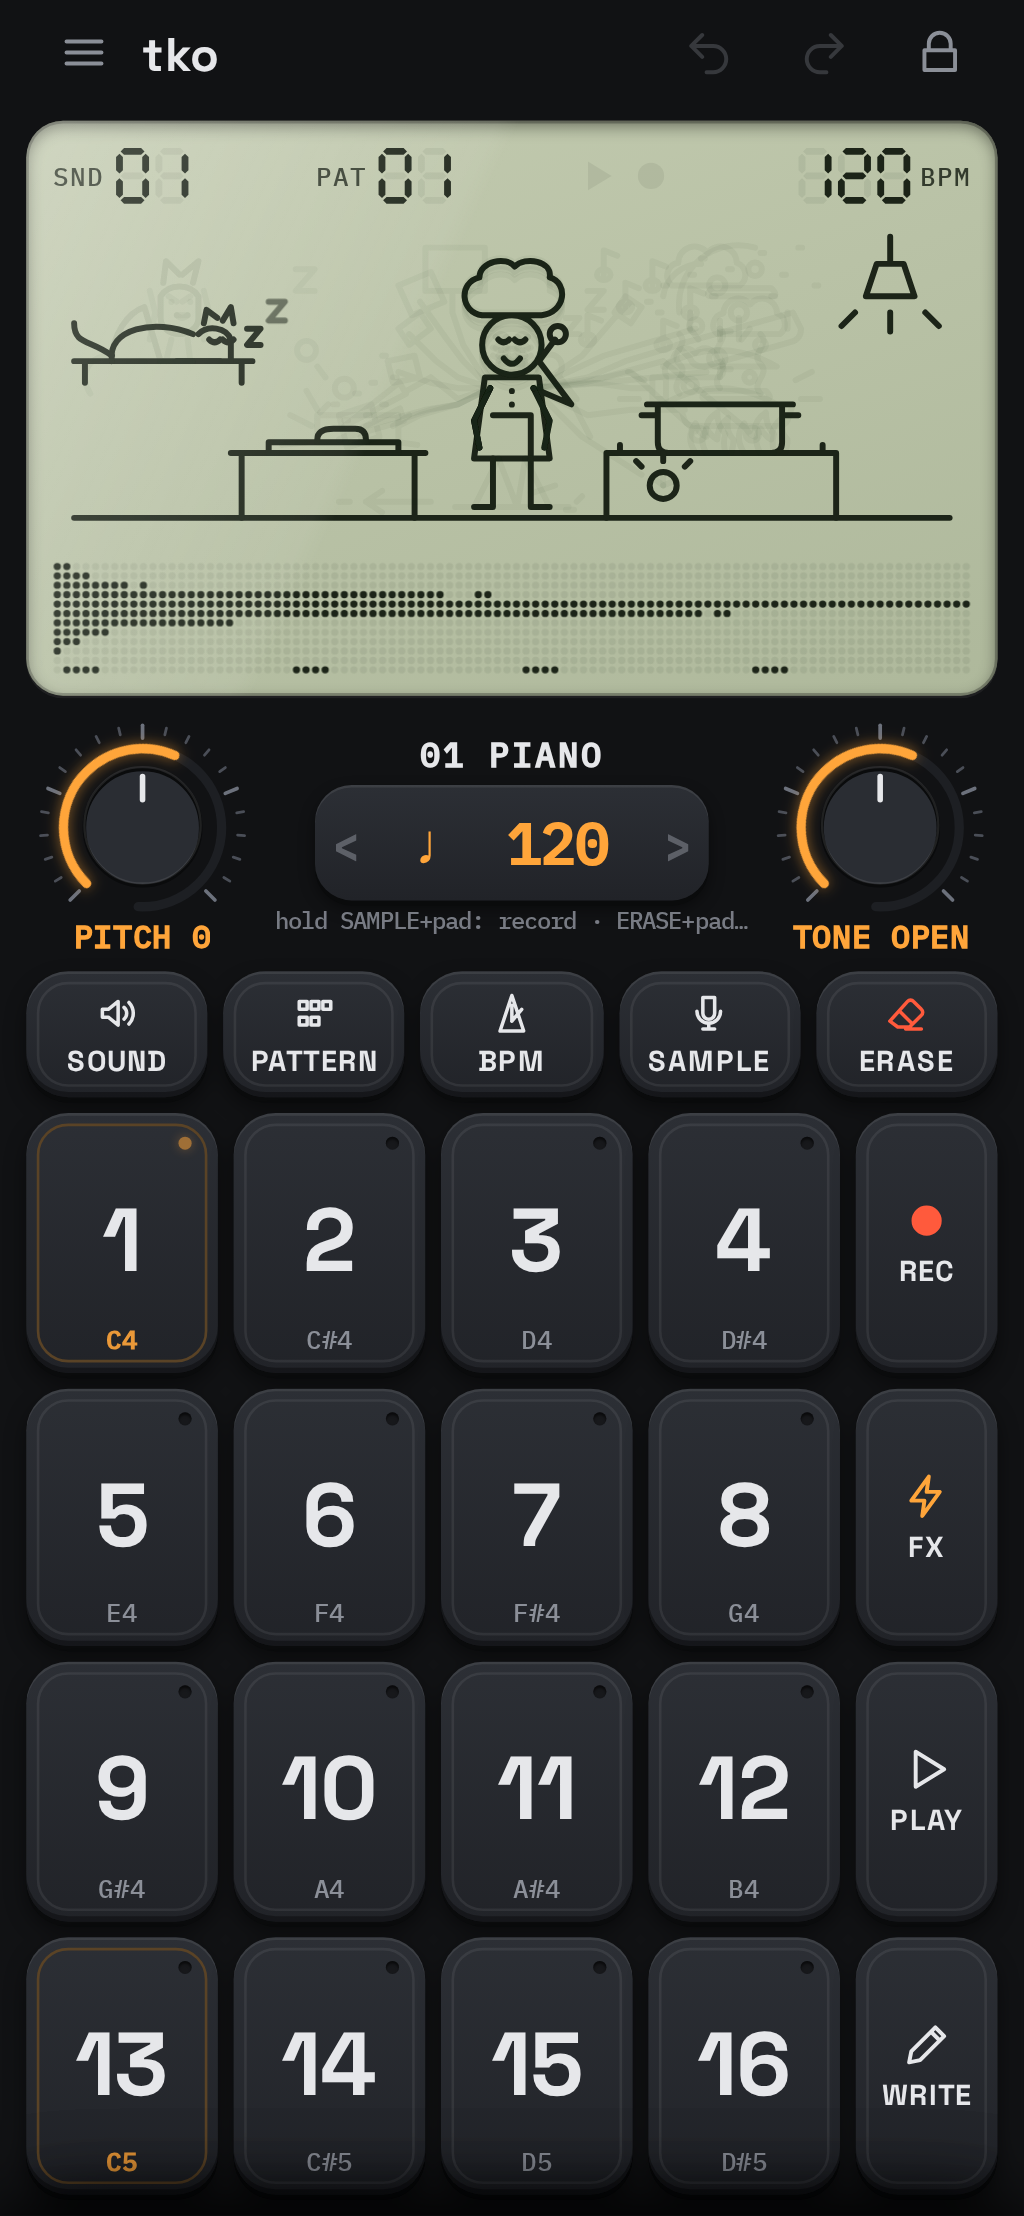 tko
SND 01 PAT 01 120 BPM
z z
01 PIANO
< ♩ 120 >
hold SAMPLE+pad: record · ERASE+pad…
PITCH 0 TONE OPEN
SOUND PATTERN BPM SAMPLE ERASE
1 2 3 4
REC
C4 C#4 D4 D#4
5 6 7 8
FX
E4 F4 F#4 G4
9 10 11 12
PLAY
G#4 A4 A#4 B4
13 14 15 16
WRITE
C5 C#5 D5 D#5